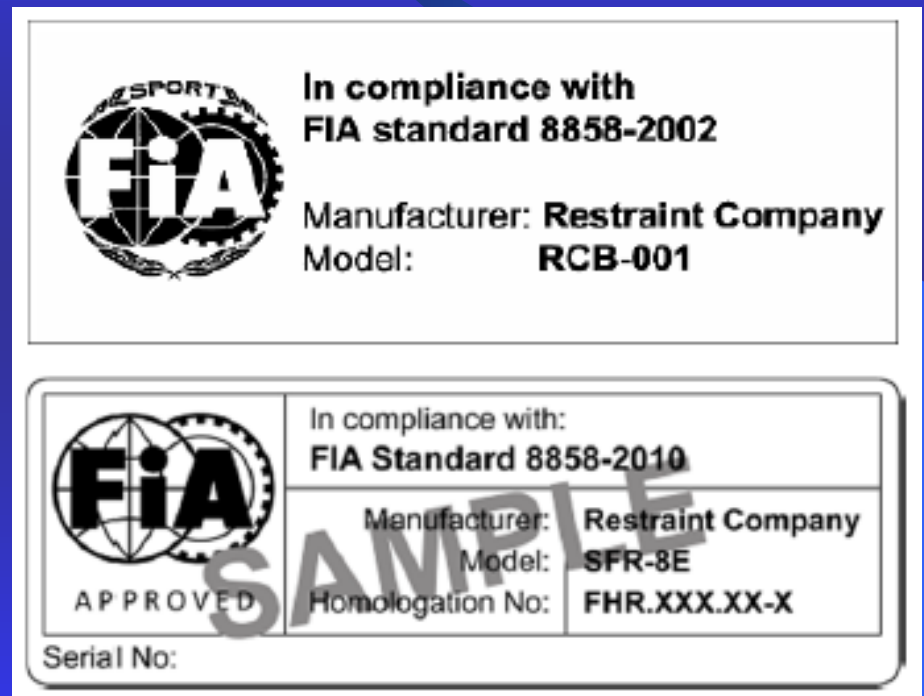 SPORT
FiA
In compliance with
FIA standard 8858-2002
Manufacturer: Restraint Company
Model: RCB-001
FiA
APPROVED
In compliance with:
FIA Standard 8858-2010
Manufacturer: Restraint Company
Model: SFR-8E
Homologation No: FHR.XXX.XX-X
SAMPLE
Serial No: